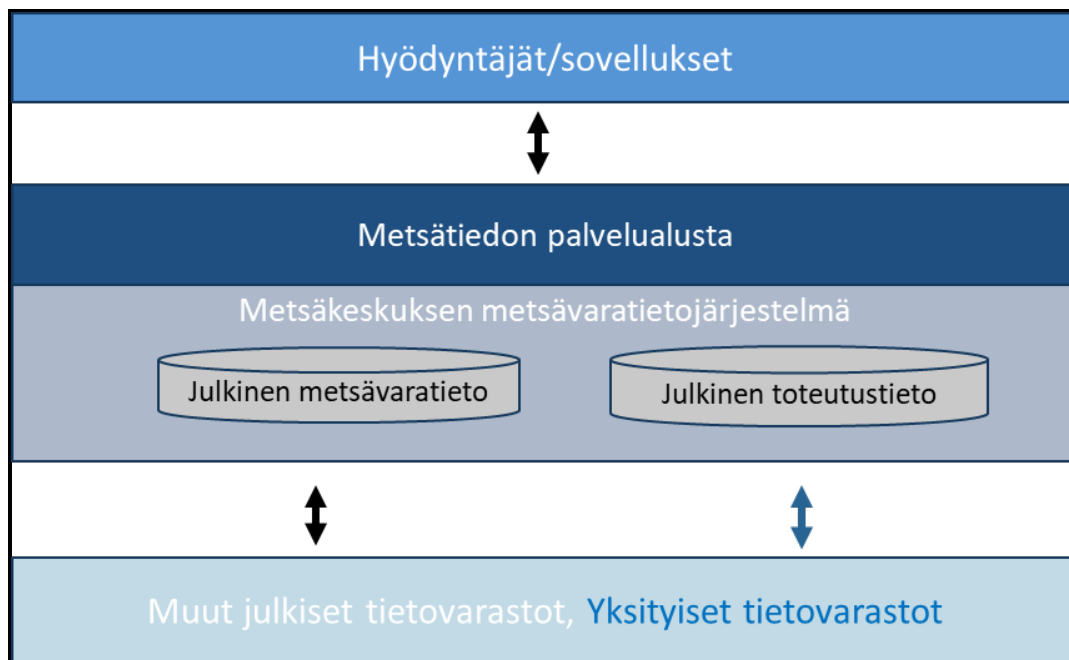 Hyödyntäjät/sovellukset
Metsätiedon palvelualusta
Metsäkeskuksen metsävaratietojärjestelmä
Julkinen metsävaratieto
Julkinen toteutustieto
Muut julkiset tietovarastot, Yksityiset tietovarastot